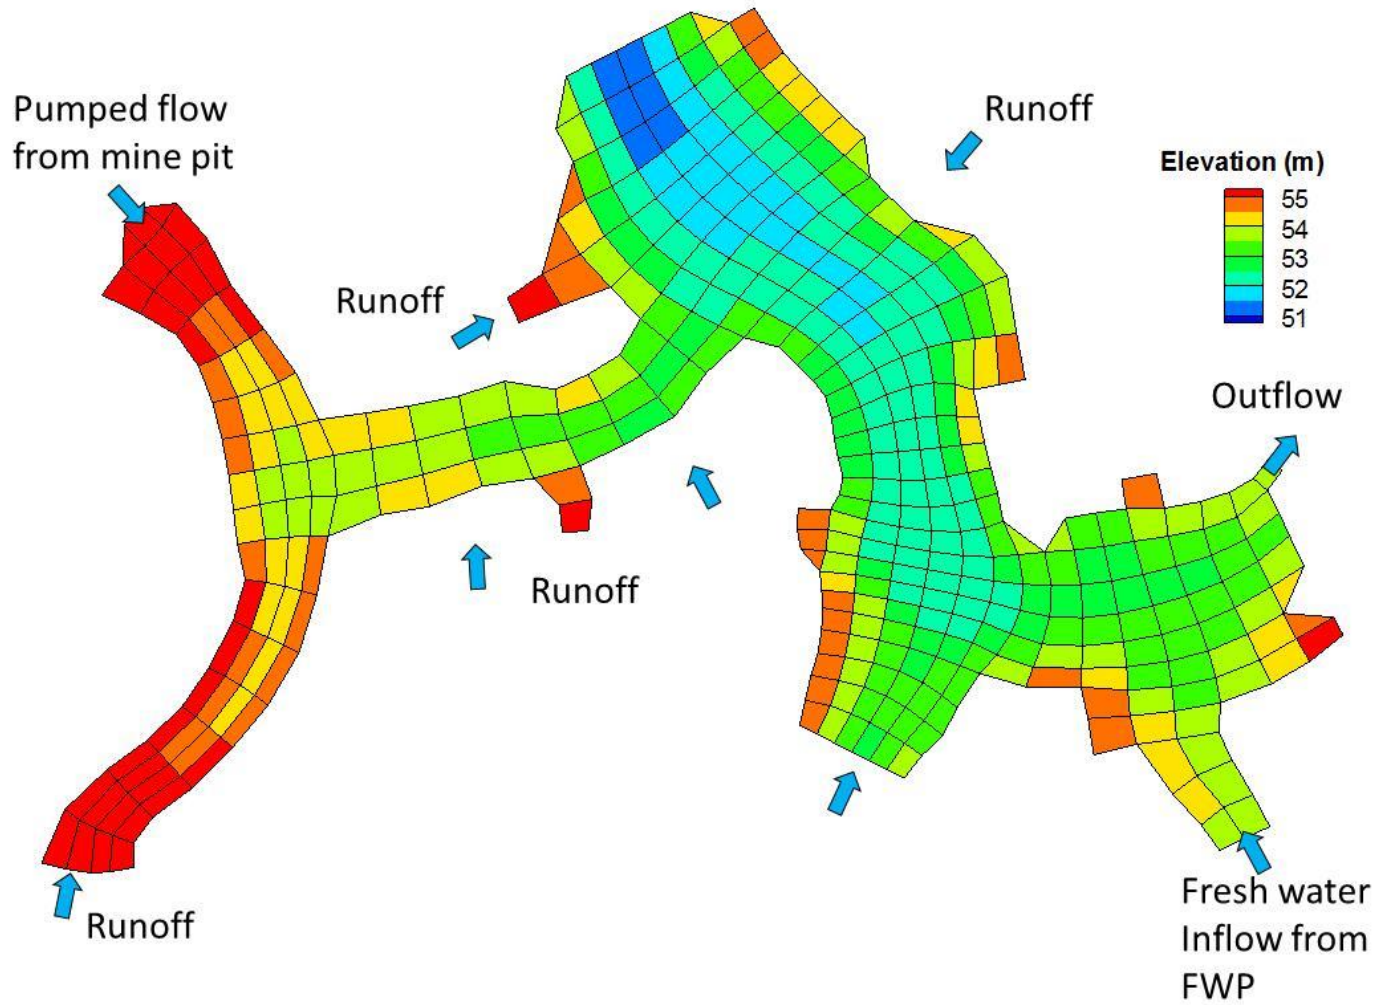 Pumped flow
from mine pit
Runoff
Elevation (m)
55
54
53
52
51
Runoff
Outflow
Runoff
Runoff
Fresh water
Inflow from
FWP